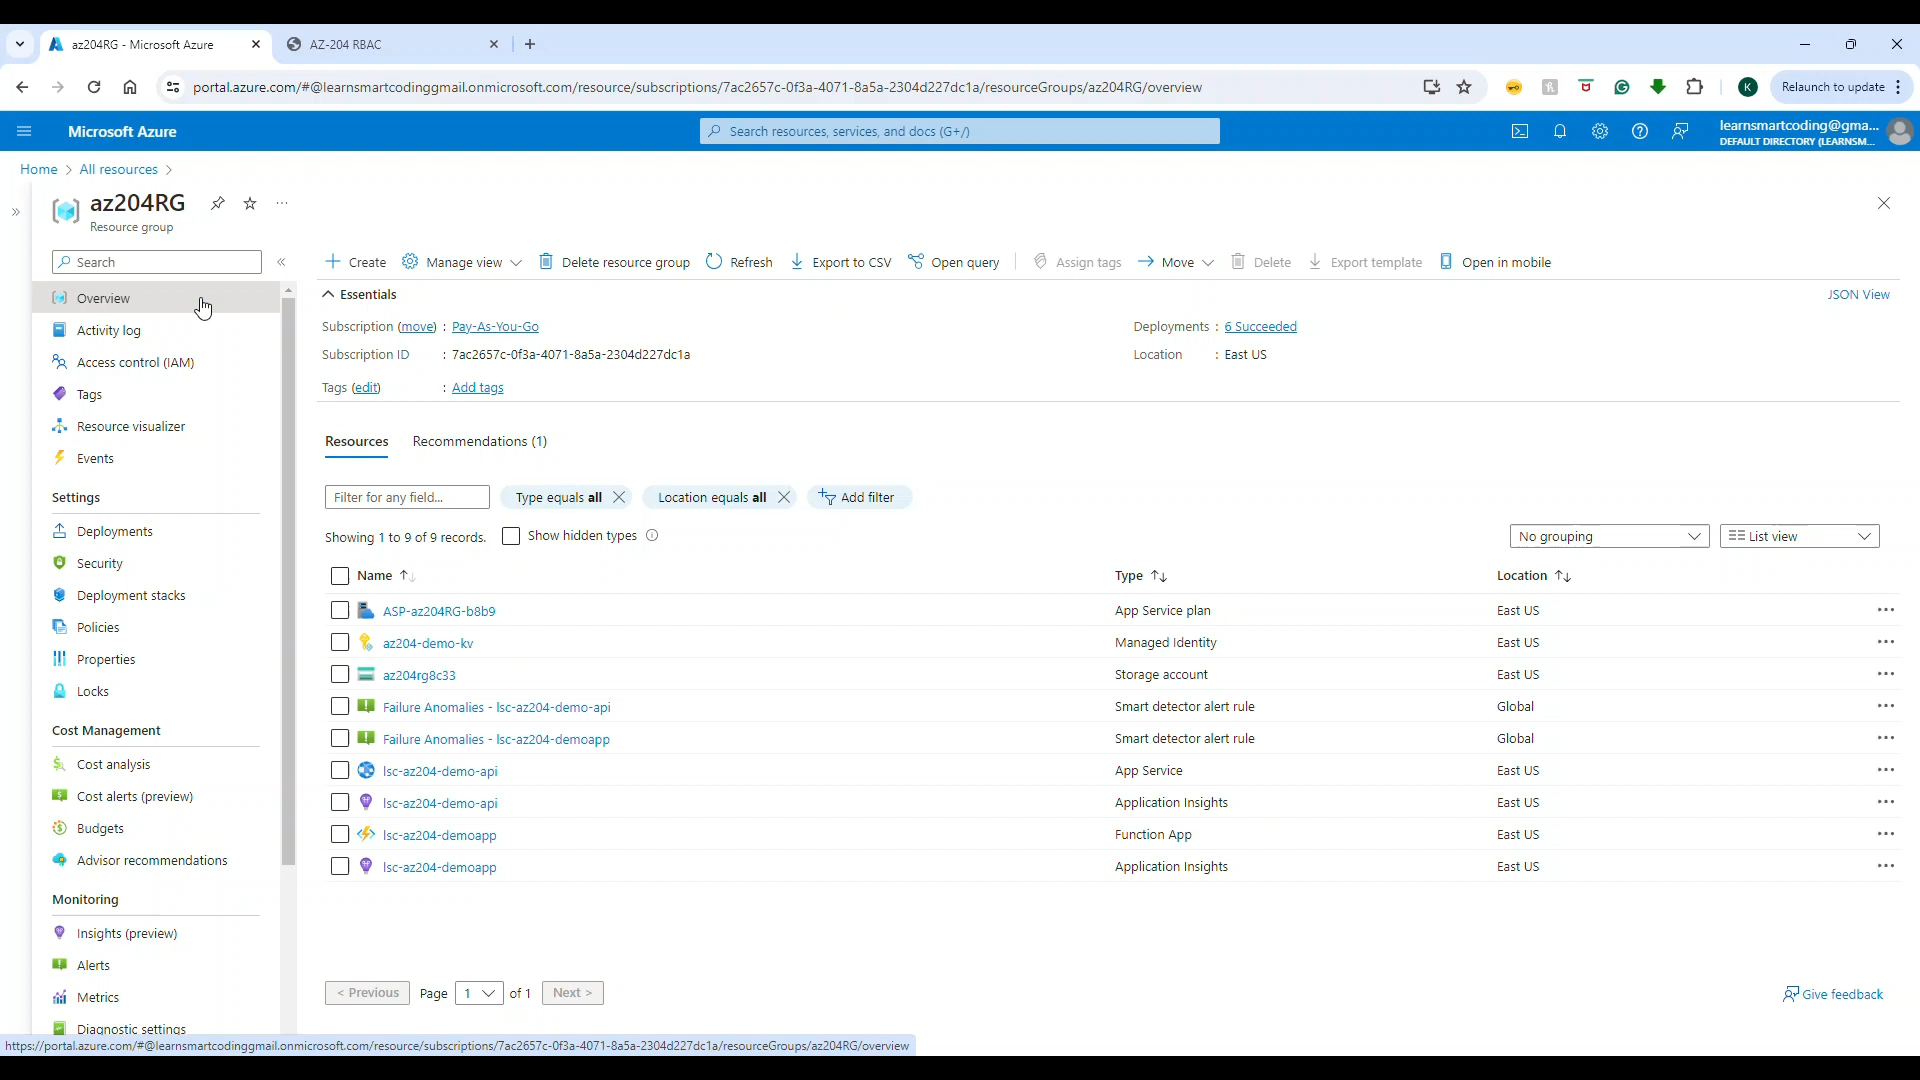 az204RG - Microsoft Azure
AZ-204 RBAC
portal.azure.com/#@learnsmartcodinggmail.onmicrosoft.com/resource/subscriptions/7ac2657c-0f3a-4071-8a5a-2304d227dc1a/resourceGroups/az204RG/overview
K
Relaunch to update
Microsoft Azure
Search resources, services, and docs (G+/)
learnsmartcoding@gma...
DEFAULT DIRECTORY (LEARNSM...
Home > All resources >
az204RG
Resource group
Search
Overview
Activity log
Access control (IAM)
Tags
Resource visualizer
Events
Settings
Deployments
Security
Deployment stacks
Policies
Properties
Locks
Cost Management
Cost analysis
Cost alerts (preview)
Budgets
Advisor recommendations
Monitoring
Insights (preview)
Alerts
Metrics
Diagnostic settings
Create Manage view Delete resource group Refresh Export to CSV Open query Assign tags Move Delete Export template Open in mobile
Essentials
JSON View
Subscription (move) : Pay-As-You-Go
Deployments : 6 Succeeded
Subscription ID : 7ac2657c-0f3a-4071-8a5a-2304d227dc1a
Location : East US
Tags (edit) : Add tags
Resources Recommendations (1)
Filter for any field... Type equals all Location equals all Add filter
Showing 1 to 9 of 9 records. Show hidden types
No grouping List view
Name Type Location
ASP-az204RG-b8b9 App Service plan East US
az204-demo-kv Managed Identity East US
az204rg8c33 Storage account East US
Failure Anomalies - lsc-az204-demo-api Smart detector alert rule Global
Failure Anomalies - lsc-az204-demoapp Smart detector alert rule Global
lsc-az204-demo-api App Service East US
lsc-az204-demo-api Application Insights East US
lsc-az204-demoapp Function App East US
lsc-az204-demoapp Application Insights East US
< Previous Page 1 of 1 Next >
Give feedback
https://portal.azure.com/#@learnsmartcodinggmail.onmicrosoft.com/resource/subscriptions/7ac2657c-0f3a-4071-8a5a-2304d227dc1a/resourceGroups/az204RG/overview